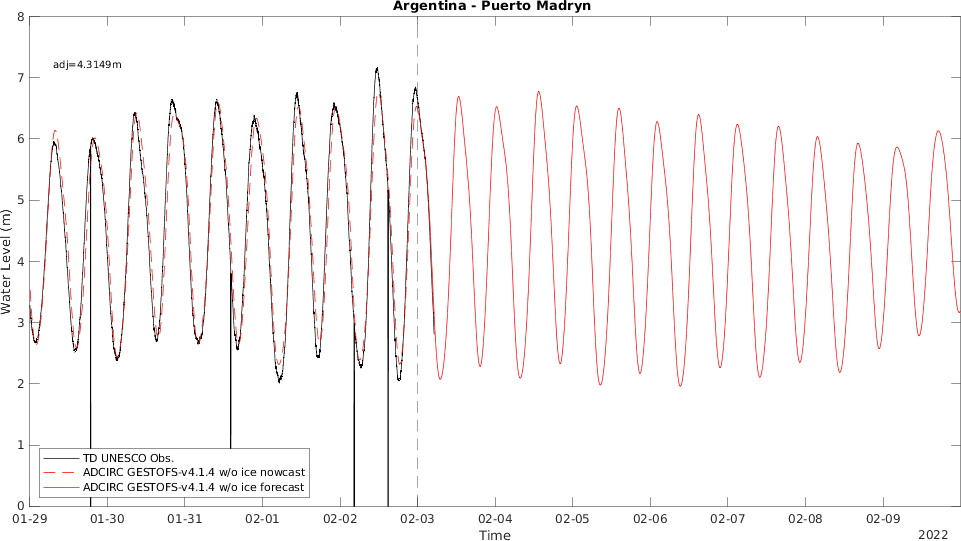 Argentina - Puerto Madryn
adj=4.3149m
Water Level (m)
8
7
6
5
4
3
2
1
0
TD UNESCO Obs.
ADCIRC GESTOFS-v4.1.4 w/o ice nowcast
ADCIRC GESTOFS-v4.1.4 w/o ice forecast
01-29 01-30 01-31 02-01 02-02 02-03 02-04 02-05 02-06 02-07 02-08 02-09
Time
2022